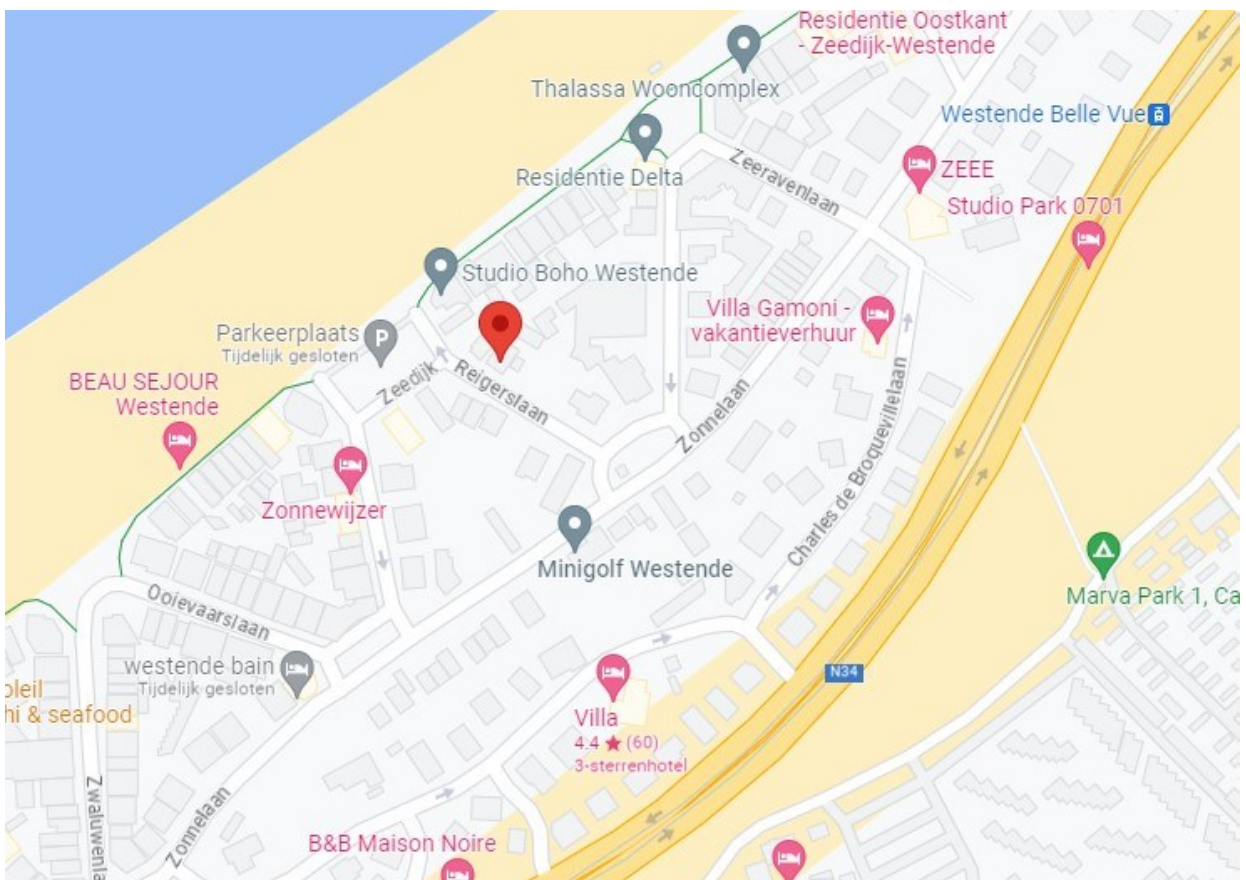 Residentie Oostkant
- Zeedijk-Westende
Thalassa Wooncomplex
Westende Belle Vue
Zeeravenlaan
ZEEE
Residentie Delta
Studio Park 0701
Studio Boho Westende
Villa Gamoni -
vakantieverhuur
Parkeerplaats
Tijdelijk gesloten
P
BEAU SEJOUR
Westende
Zeedijk
Reigerslaan
Zonnelaan
Charles de Broquevillelaan
Zonnewijzer
Minigolf Westende
Marva Park 1, Ca
Ooievaarslaan
westende bain
Tijdelijk gesloten
N34
oleil
hi & seafood
Villa
4.4 ★ (60)
3-sterrenhotel
Zwaluwenla
Zonnelaan
B&B Maison Noire